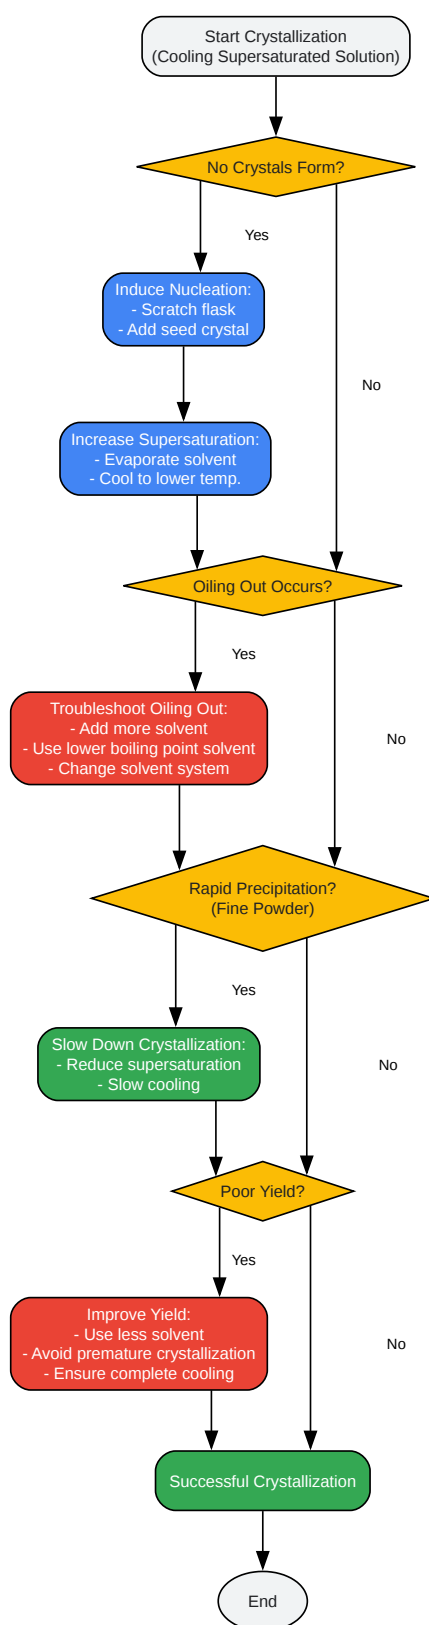 Start Crystallization
(Cooling Supersaturated Solution)
No Crystals Form?
Yes
Induce Nucleation:
- Scratch flask
- Add seed crystal
No
Increase Supersaturation:
- Evaporate solvent
- Cool to lower temp.
Oiling Out Occurs?
Yes
Troubleshoot Oiling Out:
- Add more solvent
- Use lower boiling point solvent
- Change solvent system
No
Rapid Precipitation?
(Fine Powder)
Yes
Slow Down Crystallization:
- Reduce supersaturation
- Slow cooling
No
Poor Yield?
Yes
Improve Yield:
- Use less solvent
- Avoid premature crystallization
- Ensure complete cooling
No
Successful Crystallization
End